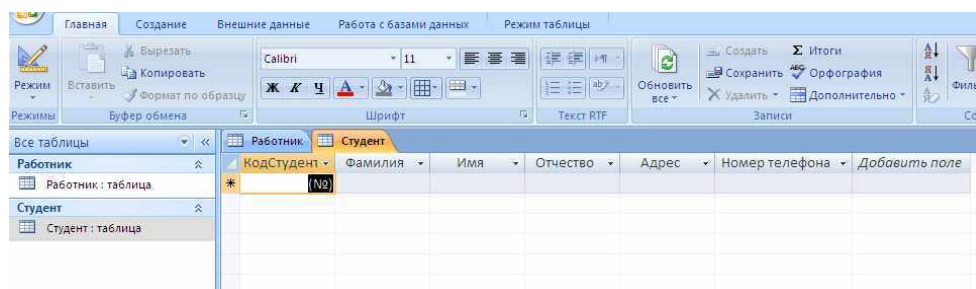 Главная Создание Внешние данные Работа с базами данных Режим таблицы
Режим
Вставить
Вырезать
Копировать
Формат по образцу
Calibri 11
Ж К Ч
Обновить все
Создать
Сохранить
Удалить
Σ Итоги
Орфография
Дополнительно
Режимы Буфер обмена Шрифт Текст RTF Записи
Все таблицы
Работник Студент
Работник
Работник : таблица
Студент
Студент : таблица
КодСтудент Фамилия Имя Отчество Адрес Номер телефона Добавить поле
(№)